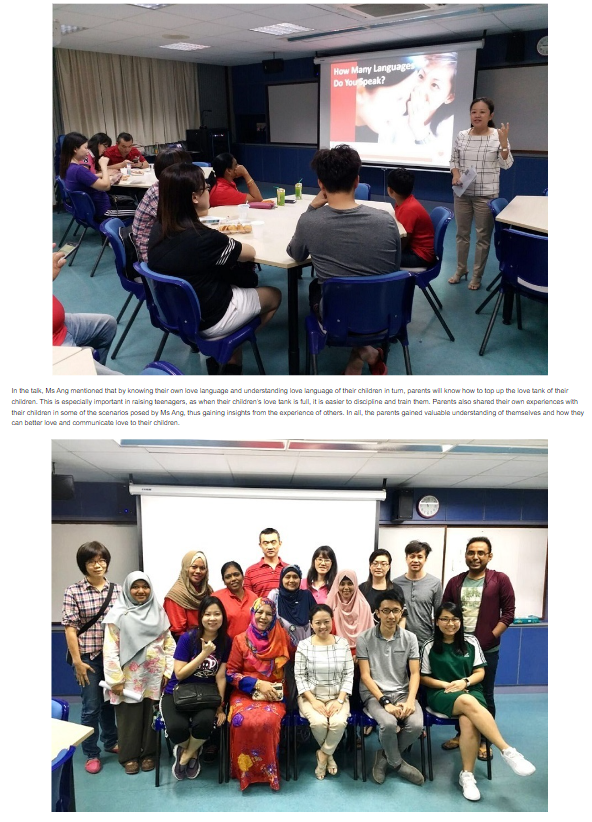 How Many Languages
Do You Speak?
In the talk, Ms Ang mentioned that by knowing their own love language and understanding love language of their children in turn, parents will know how to top up the love tank of their
children. This is especially important in raising teenagers, as when their children's love tank is full, it is easier to discipline and train them. Parents also shared their own experiences with
their children in some of the scenarios posed by Ms Ang, thus gaining insights from the experience of others. In all, the parents gained valuable understanding of themselves and how they
can better love and communicate love to their children.